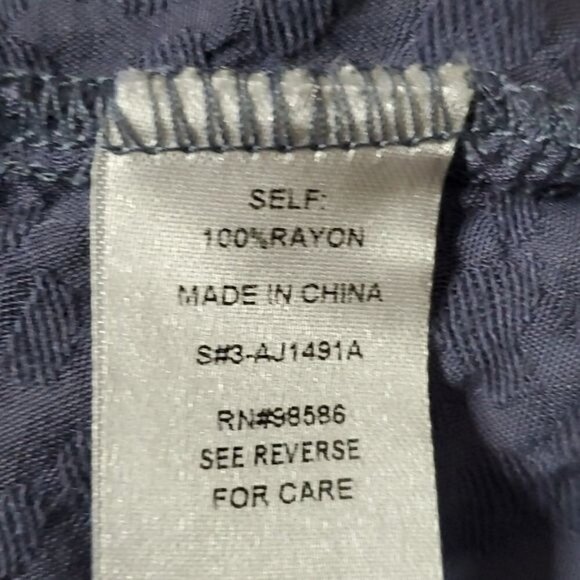 SELF:
100%RAYON
MADE IN CHINA
S#3-AJ1491A
RN#98586
SEE REVERSE
FOR CARE